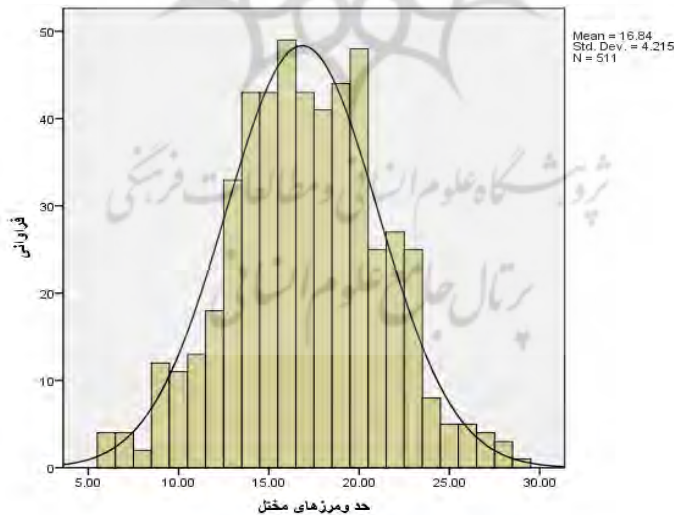 Mean = 16.84
Std. Dev. = 4.215
N = 511
فراوانی
50
40
30
20
10
0
5.00 10.00 15.00 20.00 25.00 30.00
حد ومرزهای مختل
پژوهشگاه علوم انسانی و مطالعات فرهنگی
پرتال جامع علوم انسانی